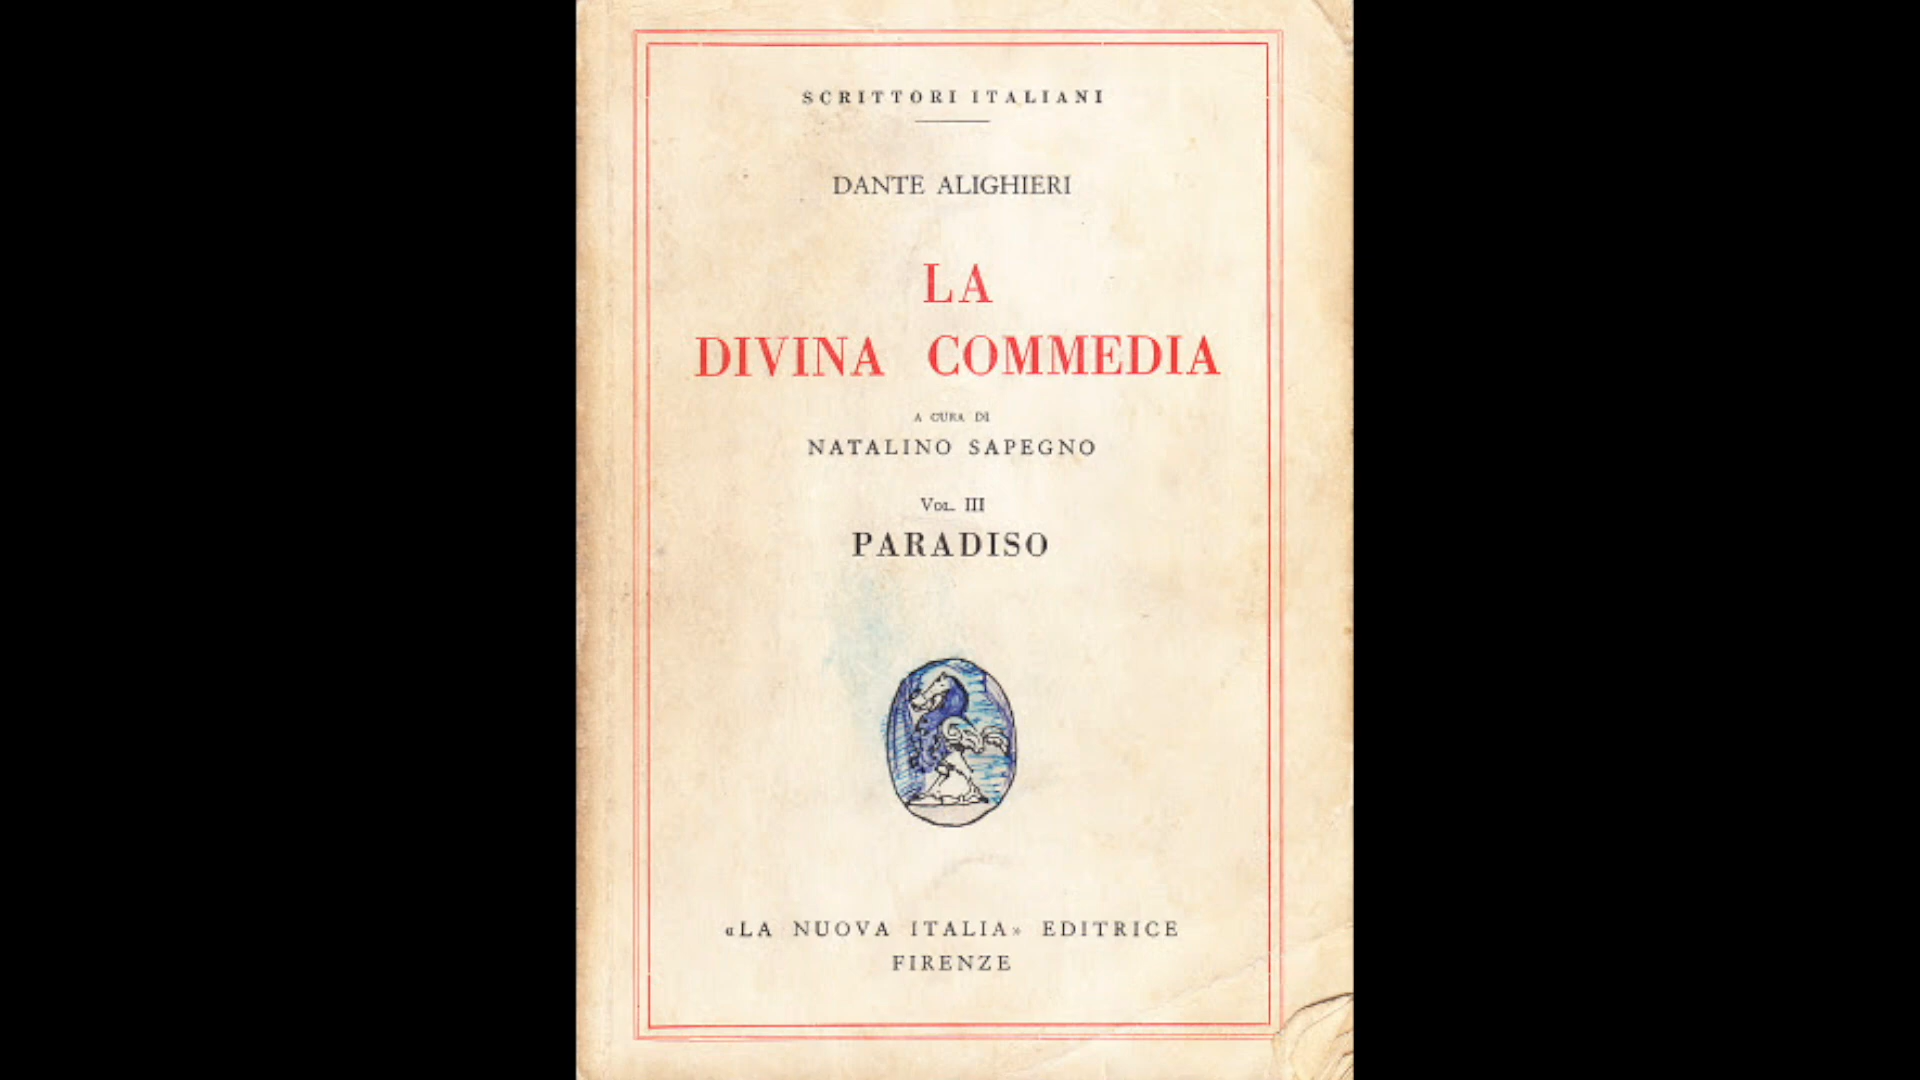 SCRITTORI ITALIANI
DANTE ALIGHIERI
LA
DIVINA COMMEDIA
A CURA DI
NATALINO SAPEGNO
VOL. III
PARADISO
«LA NUOVA ITALIA» EDITRICE
FIRENZE